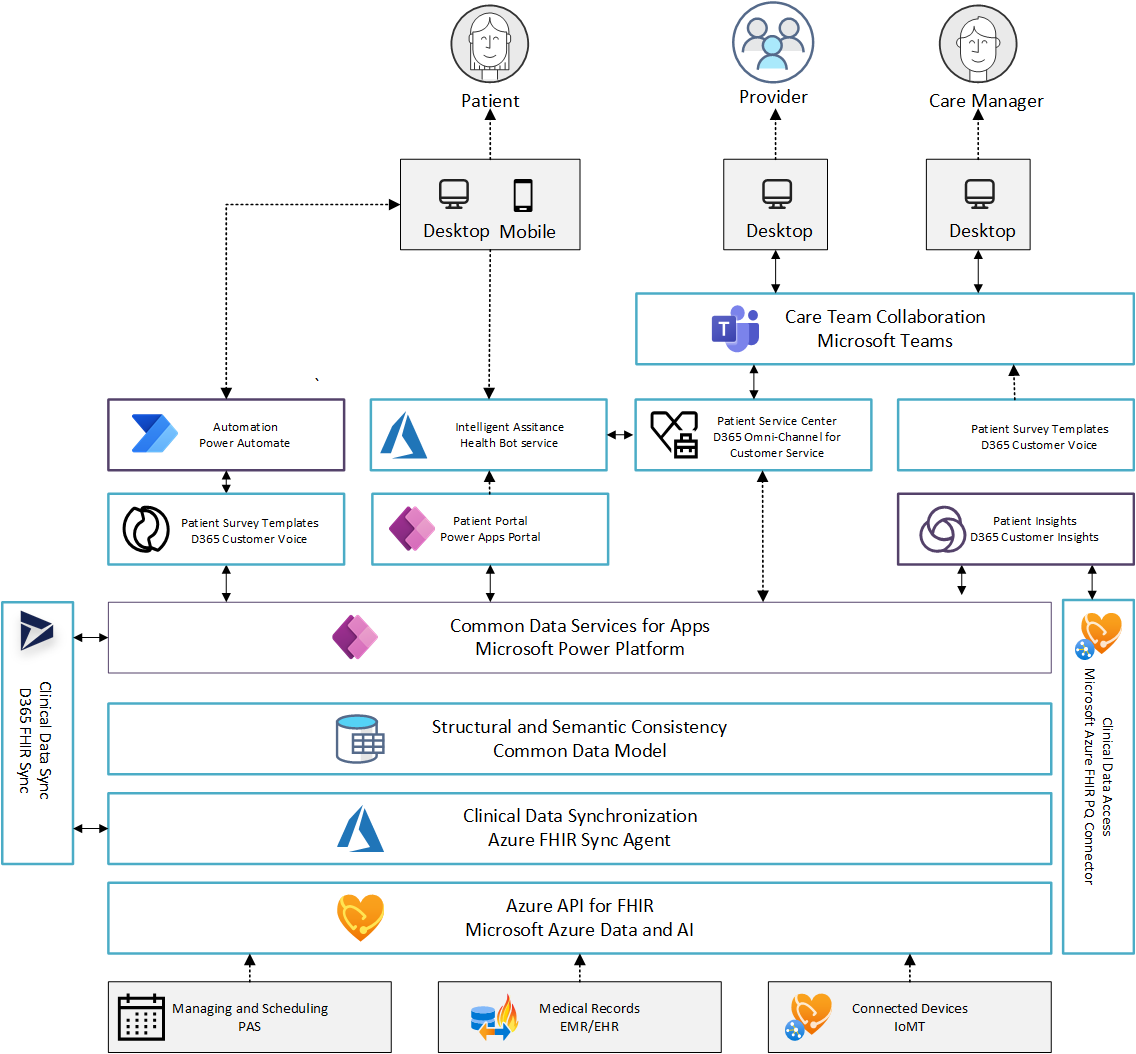 Patient
Provider
Care Manager
Desktop
Mobile
Desktop
Desktop
Care Team Collaboration
Microsoft Teams
T
`
Automation
Power Automate
Intelligent Assitance
Health Bot service
Patient Service Center
D365 Omni-Channel for
Customer Service
Patient Survey Templates
D365 Customer Voice
Patient Survey Templates
D365 Customer Voice
Patient Portal
Power Apps Portal
Patient Insights
D365 Customer Insights
Clinical Data Sync
D365 FHIR Sync
Common Data Services for Apps
Microsoft Power Platform
Clinical Data Access
Microsoft Azure FHIR PQ Connector
Structural and Semantic Consistency
Common Data Model
Clinical Data Synchronization
Azure FHIR Sync Agent
Azure API for FHIR
Microsoft Azure Data and AI
Managing and Scheduling
PAS
Medical Records
EMR/EHR
Connected Devices
IoMT